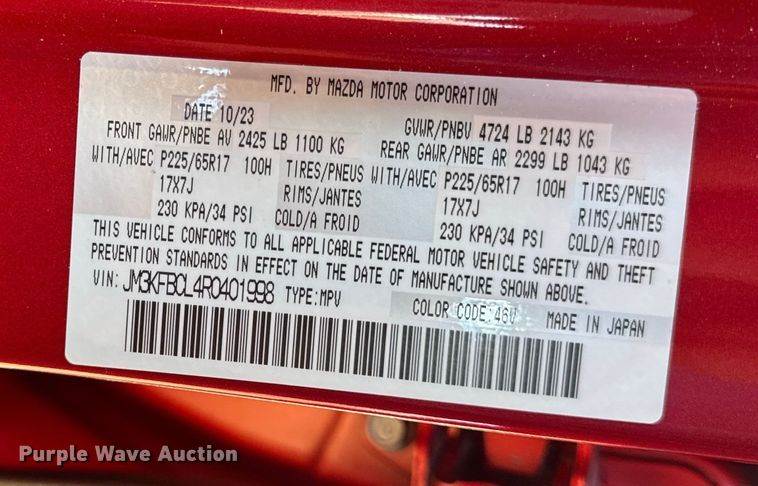 MFD. BY MAZDA MOTOR CORPORATION
DATE 10/23
GVWR/PNBV 4724 LB 2143 KG
FRONT GAWR/PNBE AV 2425 LB 1100 KG
REAR GAWR/PNBE AR 2299 LB 1043 KG
WITH/AVEC P225/65R17 100H TIRES/PNEUS WITH/AVEC P225/65R17 100H TIRES/PNEUS
17X7J RIMS/JANTES 17X7J RIMS/JANTES
230 KPA/34 PSI COLD/A FROID 230 KPA/34 PSI COLD/A FROID
THIS VEHICLE CONFORMS TO ALL APPLICABLE FEDERAL MOTOR VEHICLE SAFETY AND THEFT
PREVENTION STANDARDS IN EFFECT ON THE DATE OF MANUFACTURE SHOWN ABOVE.
VIN: JM3KFBCL4R0401998 TYPE:MPV
COLOR CODE:46V MADE IN JAPAN
Purple Wave Auction